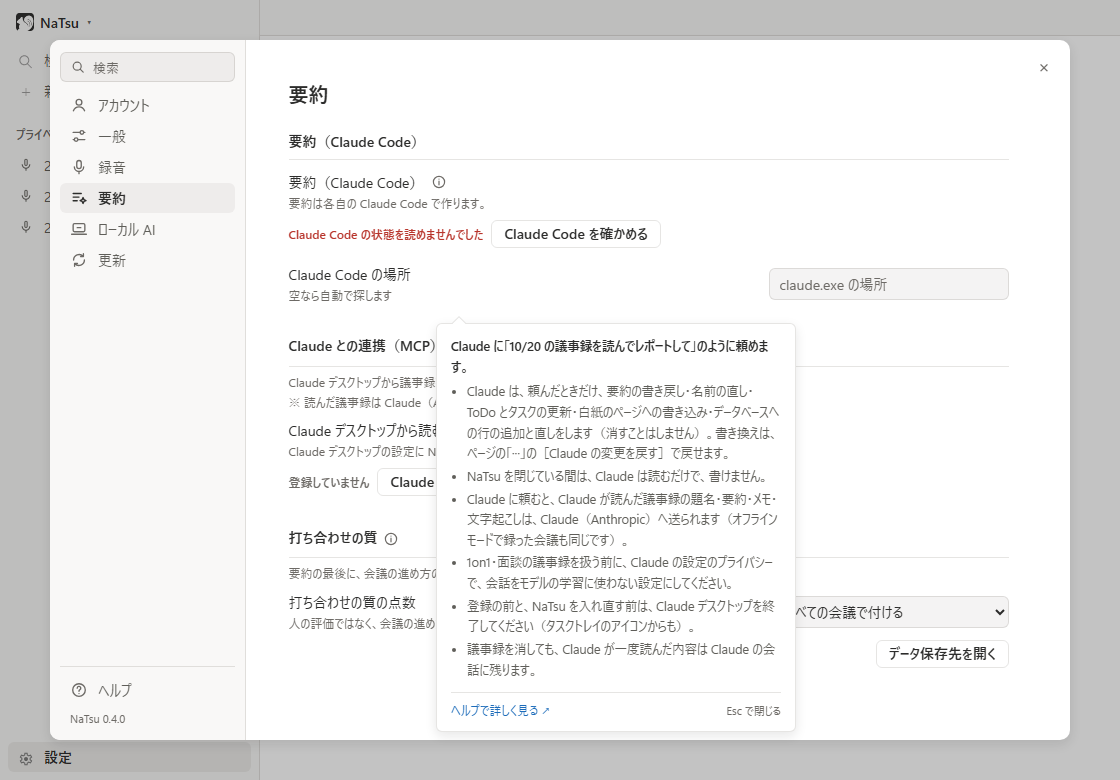 NaTsu
検索
アカウント
一般
録音
要約
ローカル AI
更新
ヘルプ
NaTsu 0.4.0
設定
プライベ
2
2
2
×
要約
要約（Claude Code）
要約（Claude Code）
要約は各自の Claude Code で作ります。
Claude Code の状態を読めませんでした
Claude Code を確かめる
Claude Code の場所
空なら自動で探します
claude.exe の場所
Claude との連携（MCP）
Claude デスクトップから議事録
※ 読んだ議事録は Claude（A
Claude デスクトップから読む
Claude デスクトップの設定に N
登録していません
Claude
打ち合わせの質
要約の最後に、会議の進め方の
打ち合わせの質の点数
人の評価ではなく、会議の進め
べての会議で付ける
データ保存先を開く
Claude に「10/20 の議事録を読んでレポートして」のように頼めま
す。
• Claude は、頼んだときだけ、要約の書き戻し・名前の直し・
ToDo とタスクの更新・白紙のページへの書き込み・データベースへ
の行の追加と直しをします（消すことはしません）。書き換えは、
ページの「…」の［Claude の変更を戻す］で戻せます。
• NaTsu を閉じている間は、Claude は読むだけで、書けません。
• Claude に頼むと、Claude が読んだ議事録の題名・要約・メモ・
文字起こしは、Claude（Anthropic）へ送られます（オフライン
モードで録った会議も同じです）。
• 1on1・面談の議事録を扱う前に、Claude の設定のプライバシー
で、会話をモデルの学習に使わない設定にしてください。
• 登録の前と、NaTsu を入れ直す前は、Claude デスクトップを終
了してください（タスクトレイのアイコンからも）。
• 議事録を消しても、Claude が一度読んだ内容は Claude の会
話に残ります。
ヘルプで詳しく見る ↗
Esc で閉じる